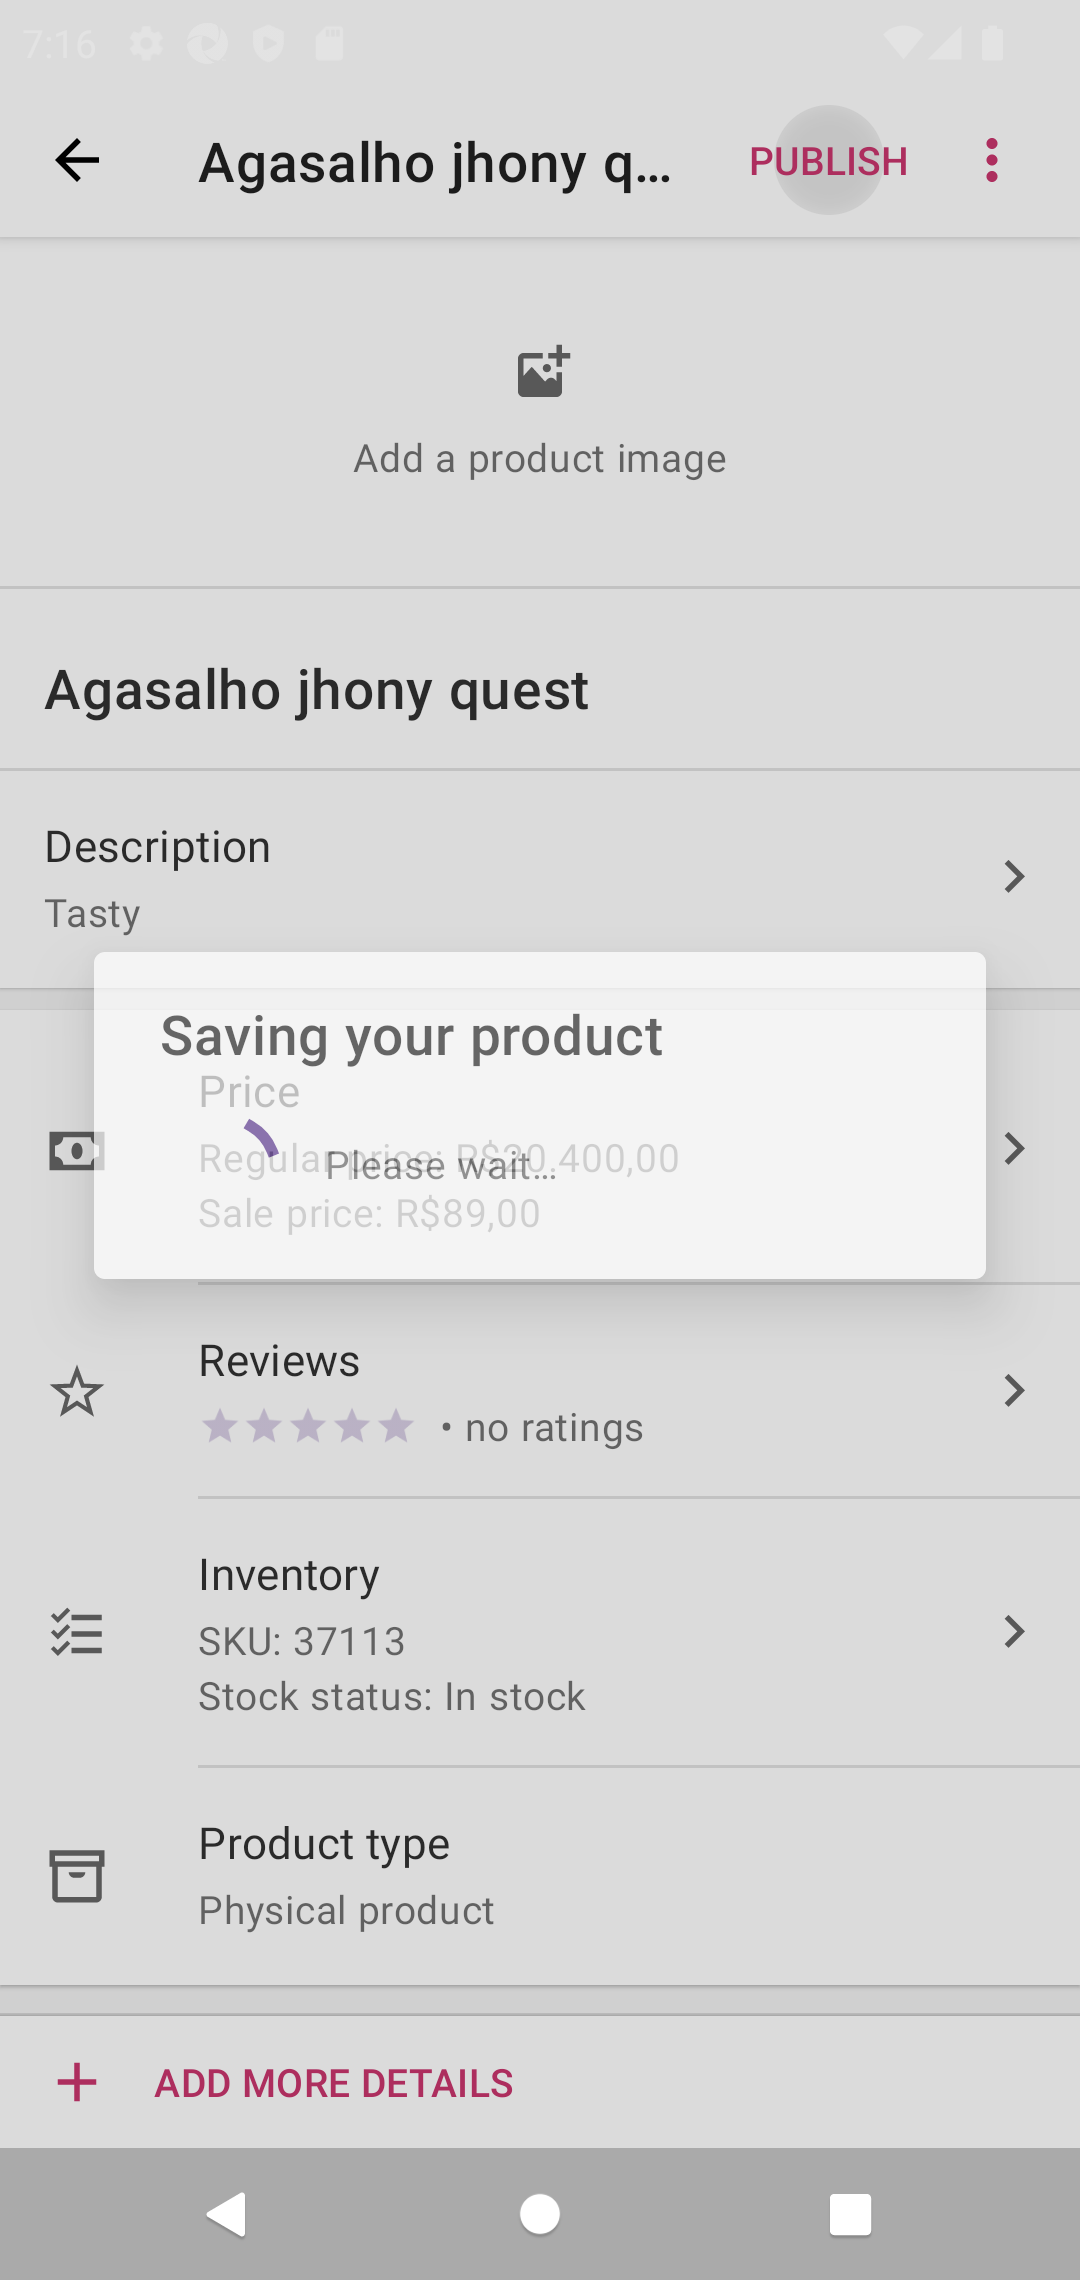 7:16
Agasalho jhony q...
PUBLISH
Add a product image
Agasalho jhony quest
Description
Tasty
Saving your product
Price
Regular price: R$20.400,00
Please wait...
Sale price: R$89,00
Reviews
• no ratings
Inventory
SKU: 37113
Stock status: In stock
Product type
Physical product
ADD MORE DETAILS